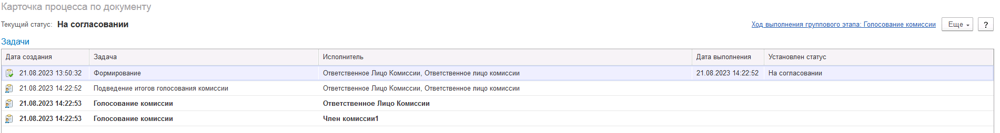 Карточка процесса по документу
Текущий статус: На согласовании Ход выполнения группового этапа: Голосование комиссии Еще ?
Задачи
Дата создания Задача Исполнитель Дата выполнения Установлен статус
21.08.2023 13:50:32 Формирование Ответственное Лицо Комиссии, Ответственное лицо комиссии 21.08.2023 14:22:52 На согласовании
21.08.2023 14:22:52 Подведение итогов голосования комиссии Ответственное Лицо Комиссии, Ответственное лицо комиссии
21.08.2023 14:22:53 Голосование комиссии Ответственное Лицо Комиссии
21.08.2023 14:22:53 Голосование комиссии Член комиссии1